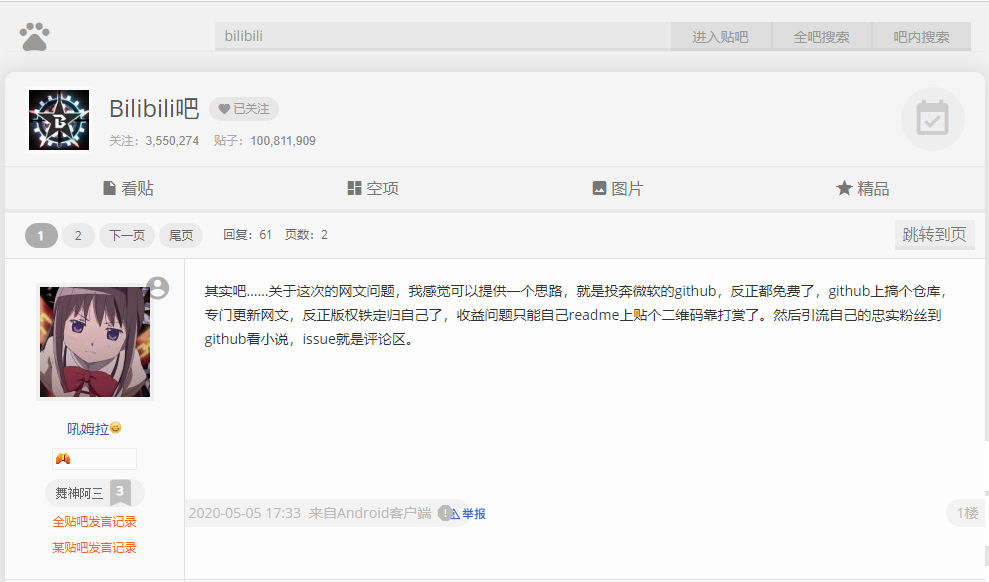 bilibili 进入贴吧 全吧搜索 吧内搜索
Bilibili吧 已关注
关注：3,550,274 贴子：100,811,909
看贴 空项 图片 精品
1 2 下一页 尾页 回复：61 页数：2 跳转到页
其实吧……关于这次的网文问题，我感觉可以提供一个思路，就是投奔微软的github，反正都免费了，github上搞个仓库，
专门更新网文，反正版权铁定归自己了，收益问题只能自己readme上贴个二维码靠打赏了。然后引流自己的忠实粉丝到
github看小说，issue就是评论区。
吼姆拉
舞神阿三 3
全贴吧发言记录
某贴吧发言记录
2020-05-05 17:33 来自Android客户端 举报 1楼